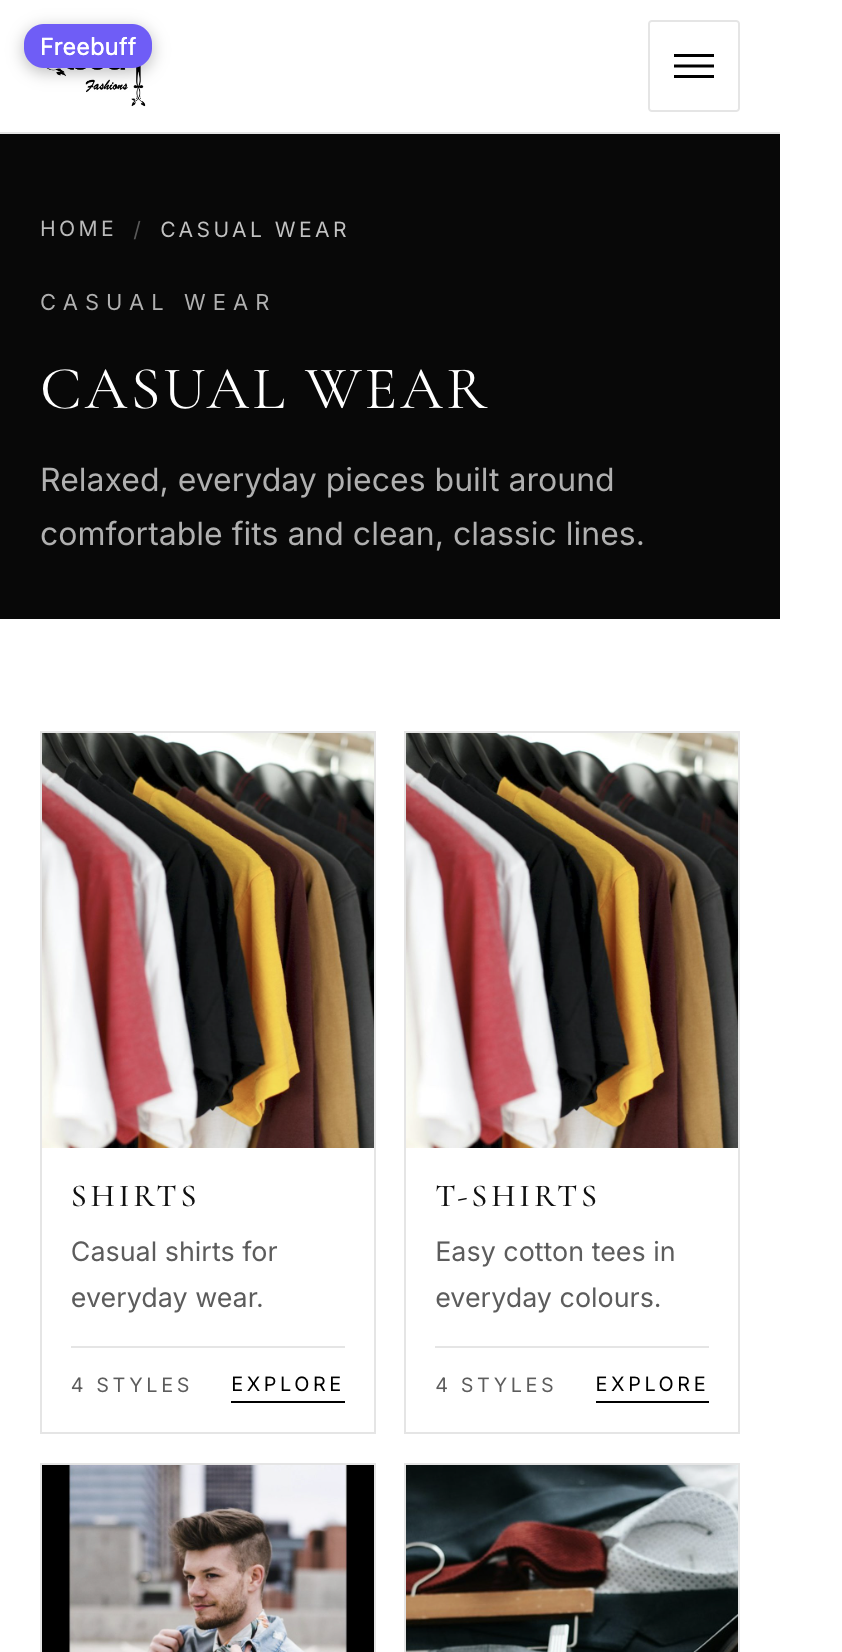 Freebuff
Fashions
HOME / CASUAL WEAR
CASUAL WEAR
CASUAL WEAR
Relaxed, everyday pieces built around
comfortable fits and clean, classic lines.
SHIRTS
Casual shirts for
everyday wear.
4 STYLES EXPLORE
T-SHIRTS
Easy cotton tees in
everyday colours.
4 STYLES EXPLORE